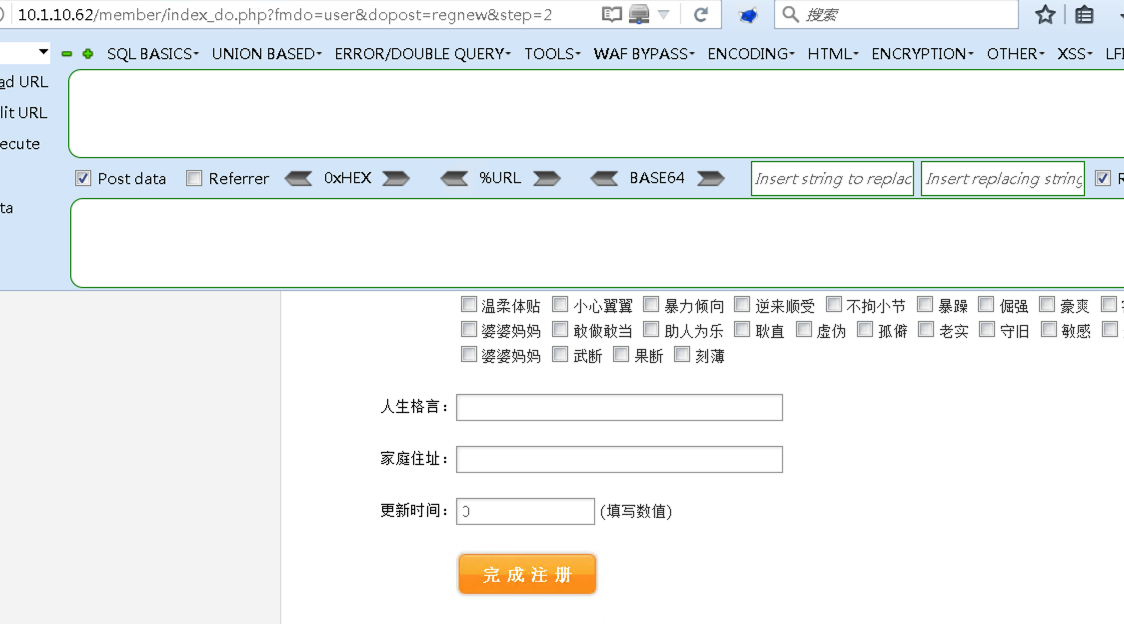 10.1.10.62/member/index_do.php?fmdo=user&dopost=regnew&step=2 搜索
SQL BASICS UNION BASED ERROR/DOUBLE QUERY TOOLS WAF BYPASS ENCODING HTML ENCRYPTION OTHER XSS LFI
ad URL
lit URL
ecute
Post data Referrer 0xHEX %URL BASE64 Insert string to replac Insert replacing string R
ta
温柔体贴 小心翼翼 暴力倾向 逆来顺受 不拘小节 暴躁 倔强 豪爽
婆婆妈妈 敢做敢当 助人为乐 耿直 虚伪 孤僻 老实 守旧 敏感
婆婆妈妈 武断 果断 刻薄
人生格言：
家庭住址：
更新时间： 0 (填写数值)
完成注册